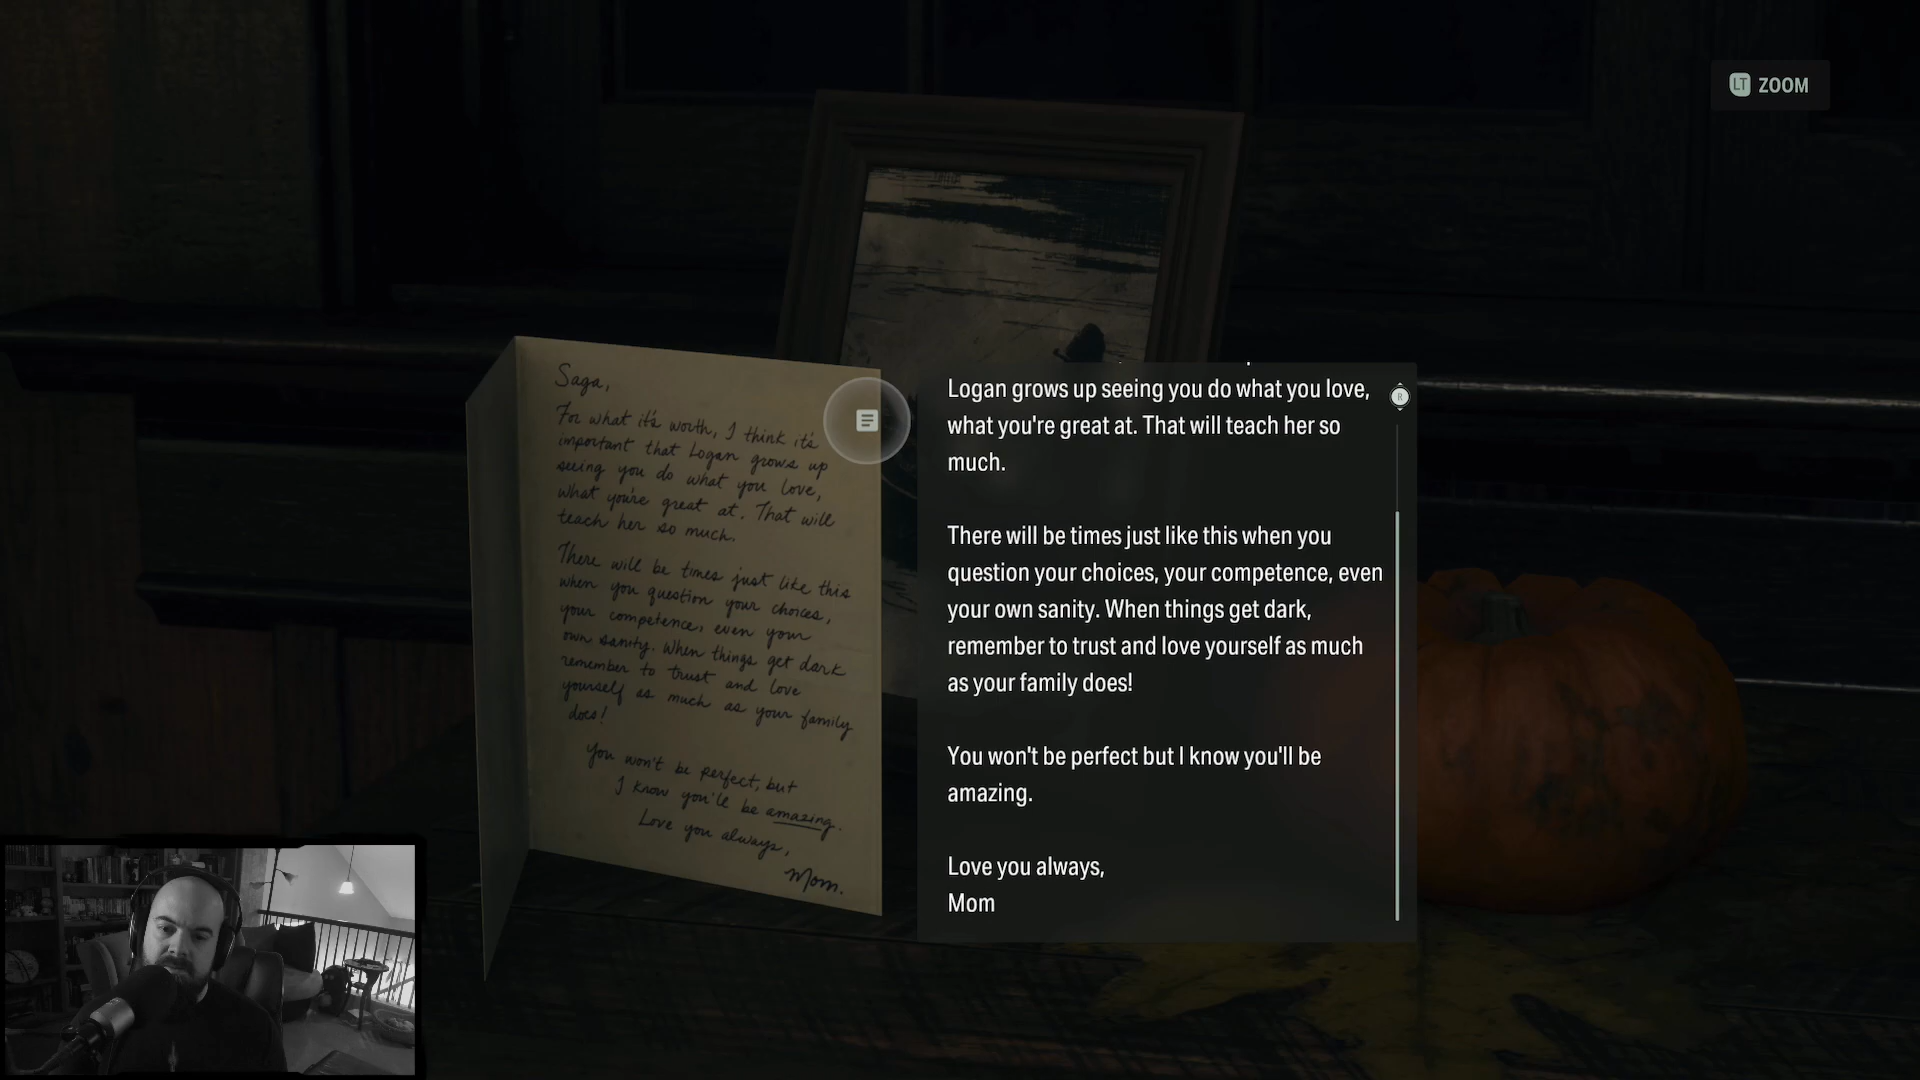 LT ZOOM
Saga,
For what it's worth, I think it's
important that Logan grows up
seeing you do what you love,
what you're great at. That will
teach her so much.
There will be times just like this
when you question your choices,
your competence, even your
own sanity. When things get dark
remember to trust and love
yourself as much as your family
does!
You won't be perfect, but
I know you'll be amazing.
Love you always,
Mom.
Logan grows up seeing you do what you love,
what you're great at. That will teach her so
much.
There will be times just like this when you
question your choices, your competence, even
your own sanity. When things get dark,
remember to trust and love yourself as much
as your family does!
You won't be perfect but I know you'll be
amazing.
Love you always,
Mom
R